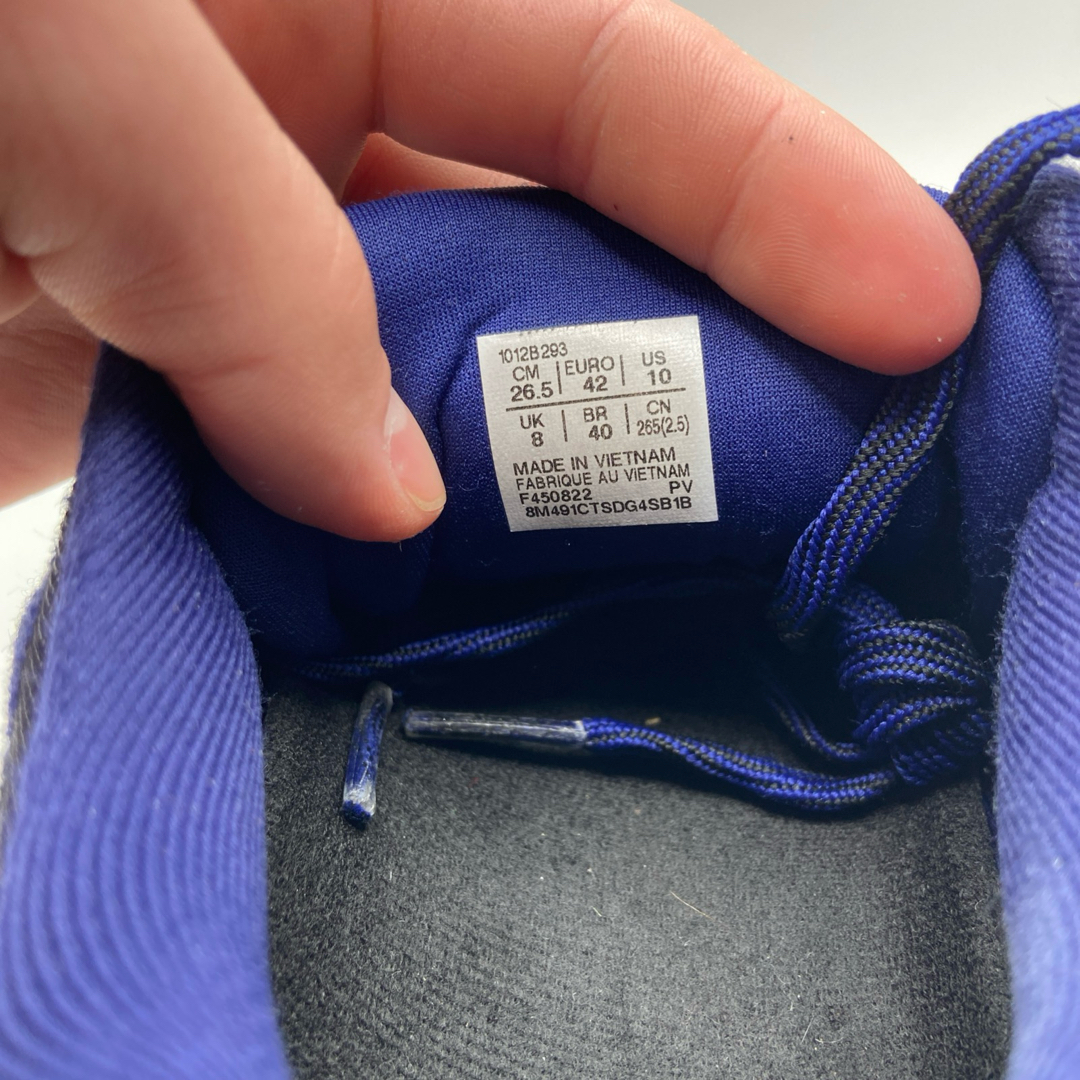 1012B293
CM | EURO | US
26.5 | 42 | 10
UK | BR | CN
8 | 40 | 265(2.5)
MADE IN VIETNAM
FABRIQUE AU VIETNAM
F450822 PV
8M491CTSDG4SB1B